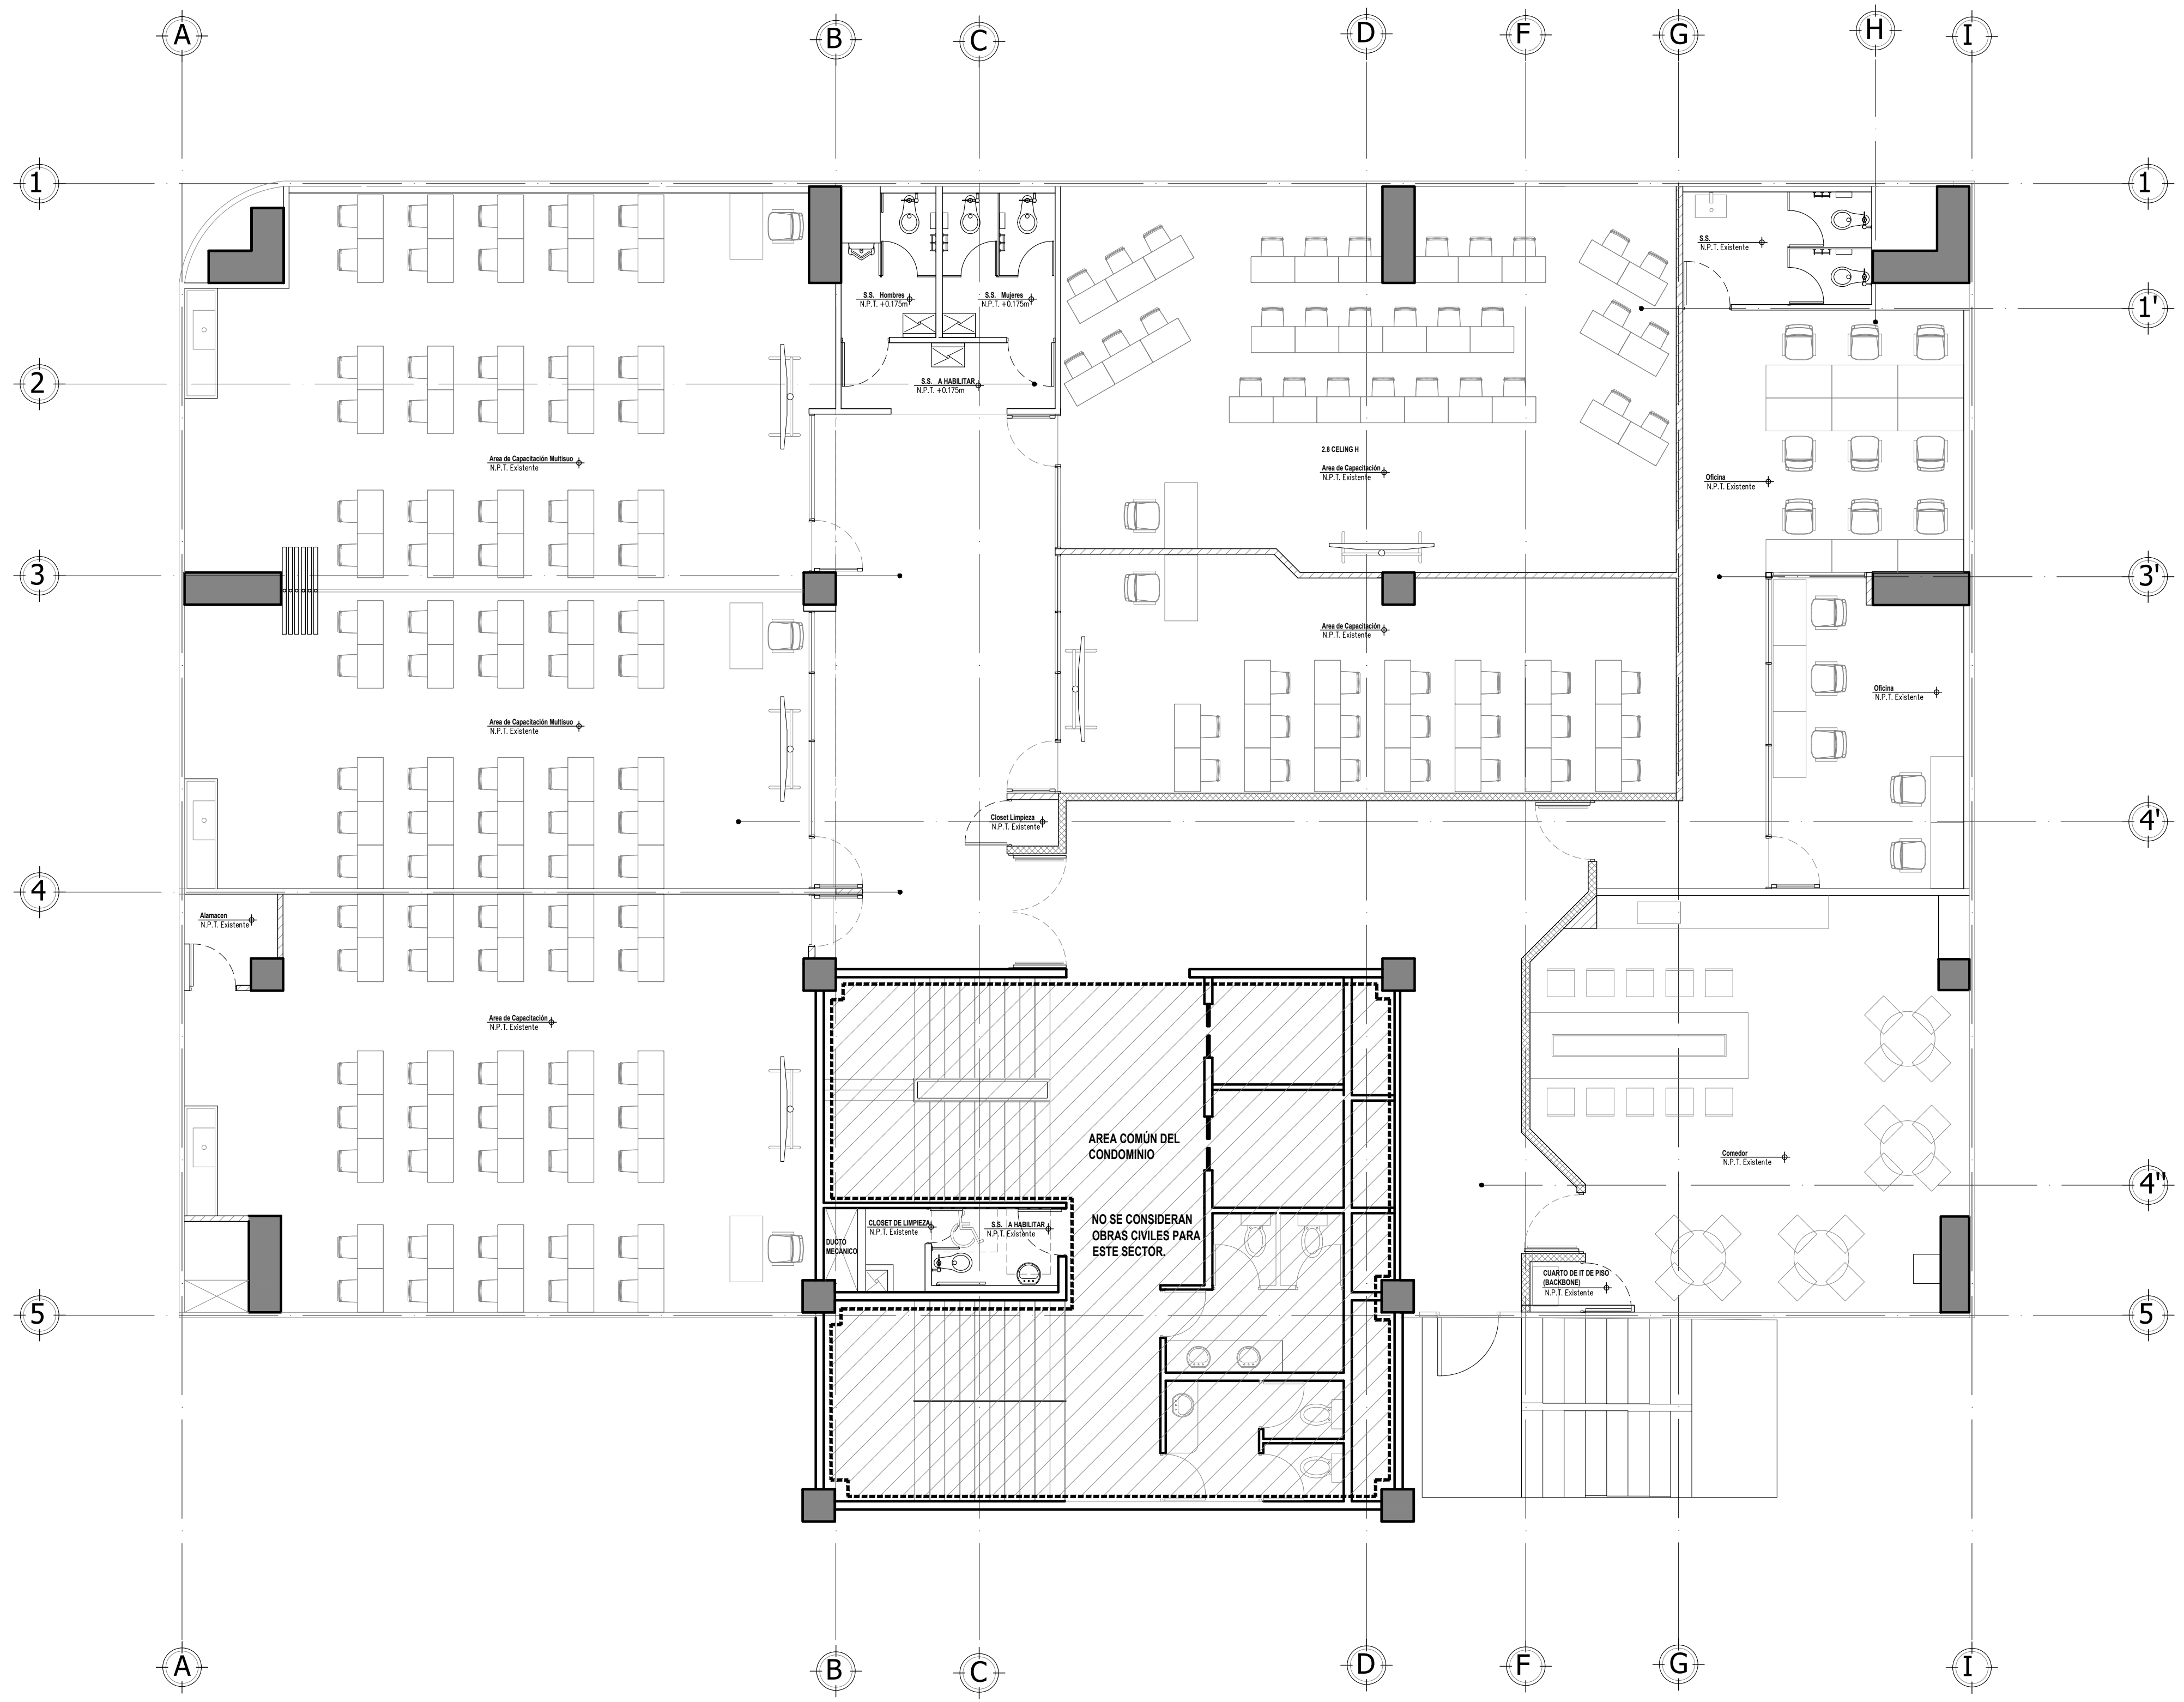 A
B
C
D
F
G
H
I
1
1
S.S.
N.P.T. Existente
S.S. Hombres
N.P.T. +0.175m
S.S. Mujeres
N.P.T. +0.175m
1'
2
S.S. A HABILITAR
N.P.T. +0.175m
2.8 CELING H
Area de Capacitación Multisuo
N.P.T. Existente
Area de Capacitación
N.P.T. Existente
Oficina
N.P.T. Existente
3
3'
Area de Capacitación
N.P.T. Existente
Oficina
N.P.T. Existente
Area de Capacitación Multisuo
N.P.T. Existente
Closet Limpieza
N.P.T. Existente
4'
4
Alamacen
N.P.T. Existente
Area de Capacitación
N.P.T. Existente
AREA COMÚN DEL
CONDOMINIO
Comedor
N.P.T. Existente
4"
CLOSET DE LIMPIEZA
N.P.T. Existente
S.S. A HABILITAR
N.P.T. Existente
NO SE CONSIDERAN
OBRAS CIVILES PARA
ESTE SECTOR.
DUCTO
MECANICO
CUARTO DE IT DE PISO
(BACKBONE)
N.P.T. Existente
5
5
A
B
C
D
F
G
I